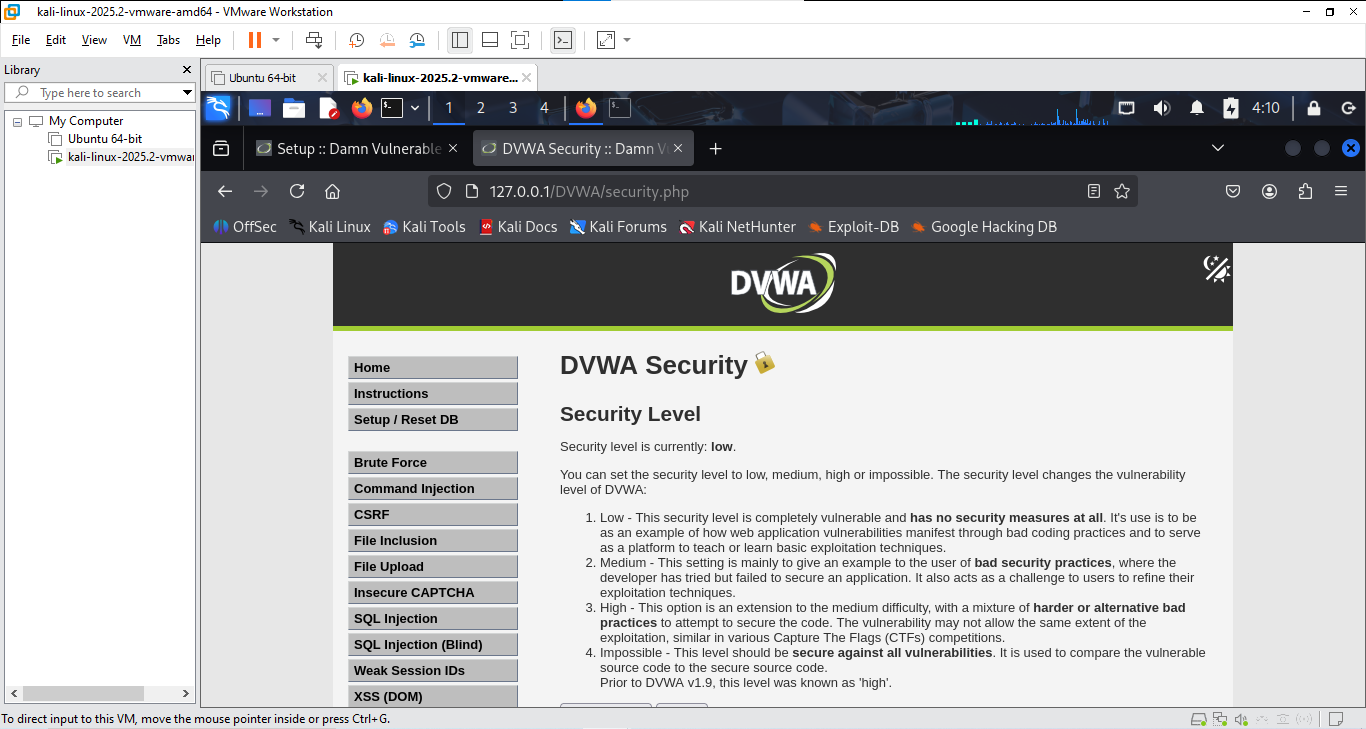 kali-linux-2025.2-vmware-amd64 - VMware Workstation
File Edit View VM Tabs Help
Library
Type here to search
My Computer
Ubuntu 64-bit
kali-linux-2025.2-vmwar
Ubuntu 64-bit
kali-linux-2025.2-vmware...
1 2 3 4
4:10
Setup :: Damn Vulnerable
DVWA Security :: Damn Vu
127.0.0.1/DVWA/security.php
OffSec Kali Linux Kali Tools Kali Docs Kali Forums Kali NetHunter Exploit-DB Google Hacking DB
DVWA
Home
Instructions
Setup / Reset DB
Brute Force
Command Injection
CSRF
File Inclusion
File Upload
Insecure CAPTCHA
SQL Injection
SQL Injection (Blind)
Weak Session IDs
XSS (DOM)
DVWA Security
Security Level
Security level is currently: low.
You can set the security level to low, medium, high or impossible. The security level changes the vulnerability
level of DVWA:
1. Low - This security level is completely vulnerable and has no security measures at all. It's use is to be
as an example of how web application vulnerabilities manifest through bad coding practices and to serve
as a platform to teach or learn basic exploitation techniques.
2. Medium - This setting is mainly to give an example to the user of bad security practices, where the
developer has tried but failed to secure an application. It also acts as a challenge to users to refine their
exploitation techniques.
3. High - This option is an extension to the medium difficulty, with a mixture of harder or alternative bad
practices to attempt to secure the code. The vulnerability may not allow the same extent of the
exploitation, similar in various Capture The Flags (CTFs) competitions.
4. Impossible - This level should be secure against all vulnerabilities. It is used to compare the vulnerable
source code to the secure source code.
Prior to DVWA v1.9, this level was known as 'high'.
To direct input to this VM, move the mouse pointer inside or press Ctrl+G.